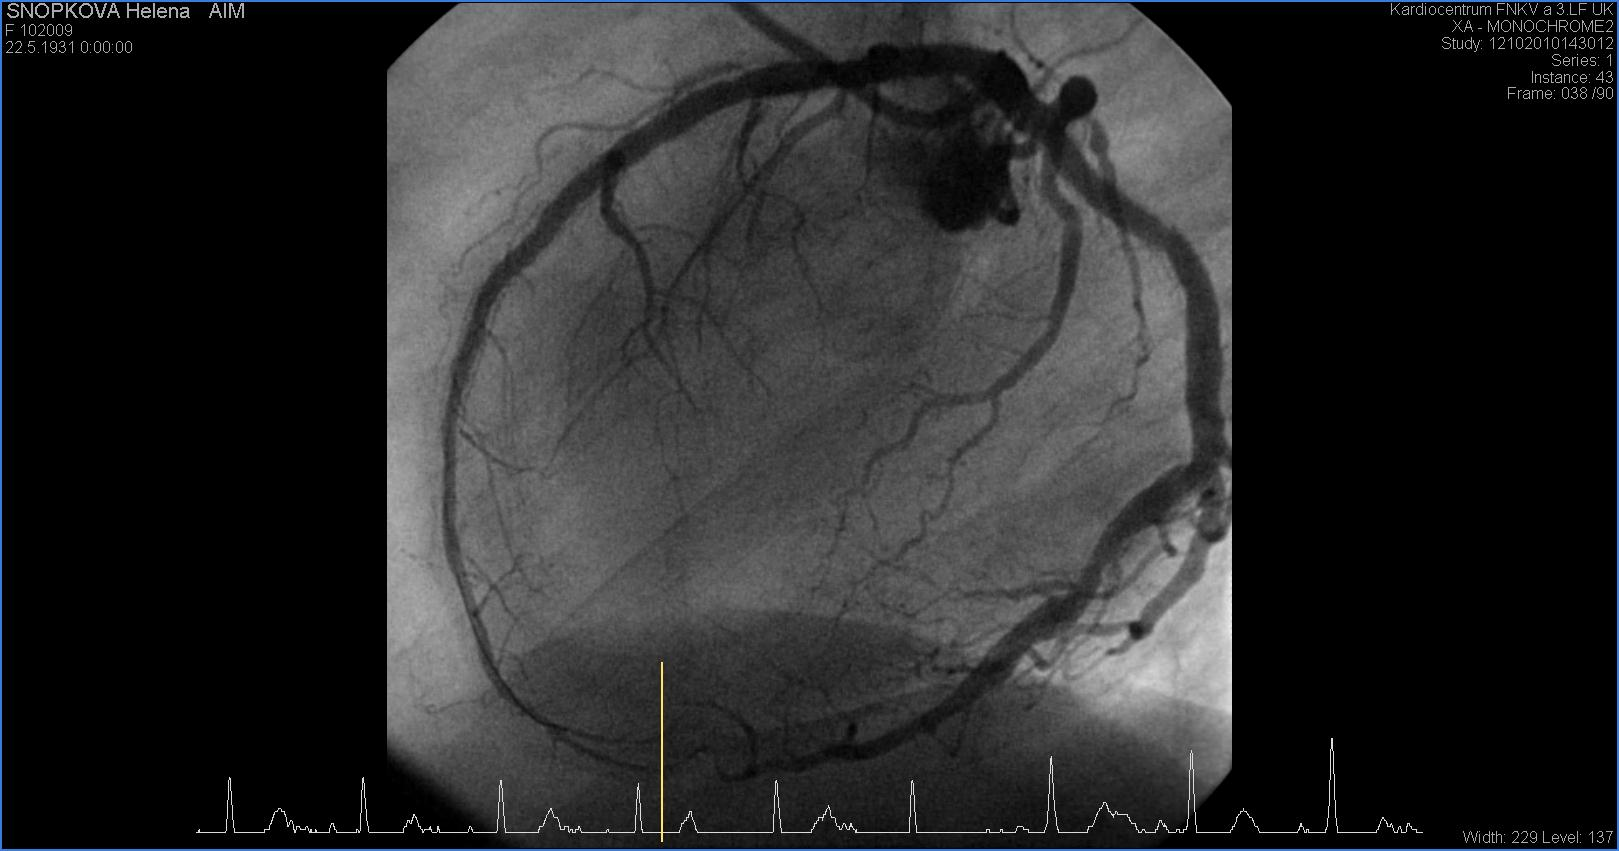 SNOPKOVA Helena   AIM
F 102009
22.5.1931 0:00:00
Kardiocentrum FNKV a 3.LF UK
XA - MONOCHROME2
Study: 12102010143012
Series: 1
Instance: 43
Frame: 038 /90
Width: 229 Level: 137